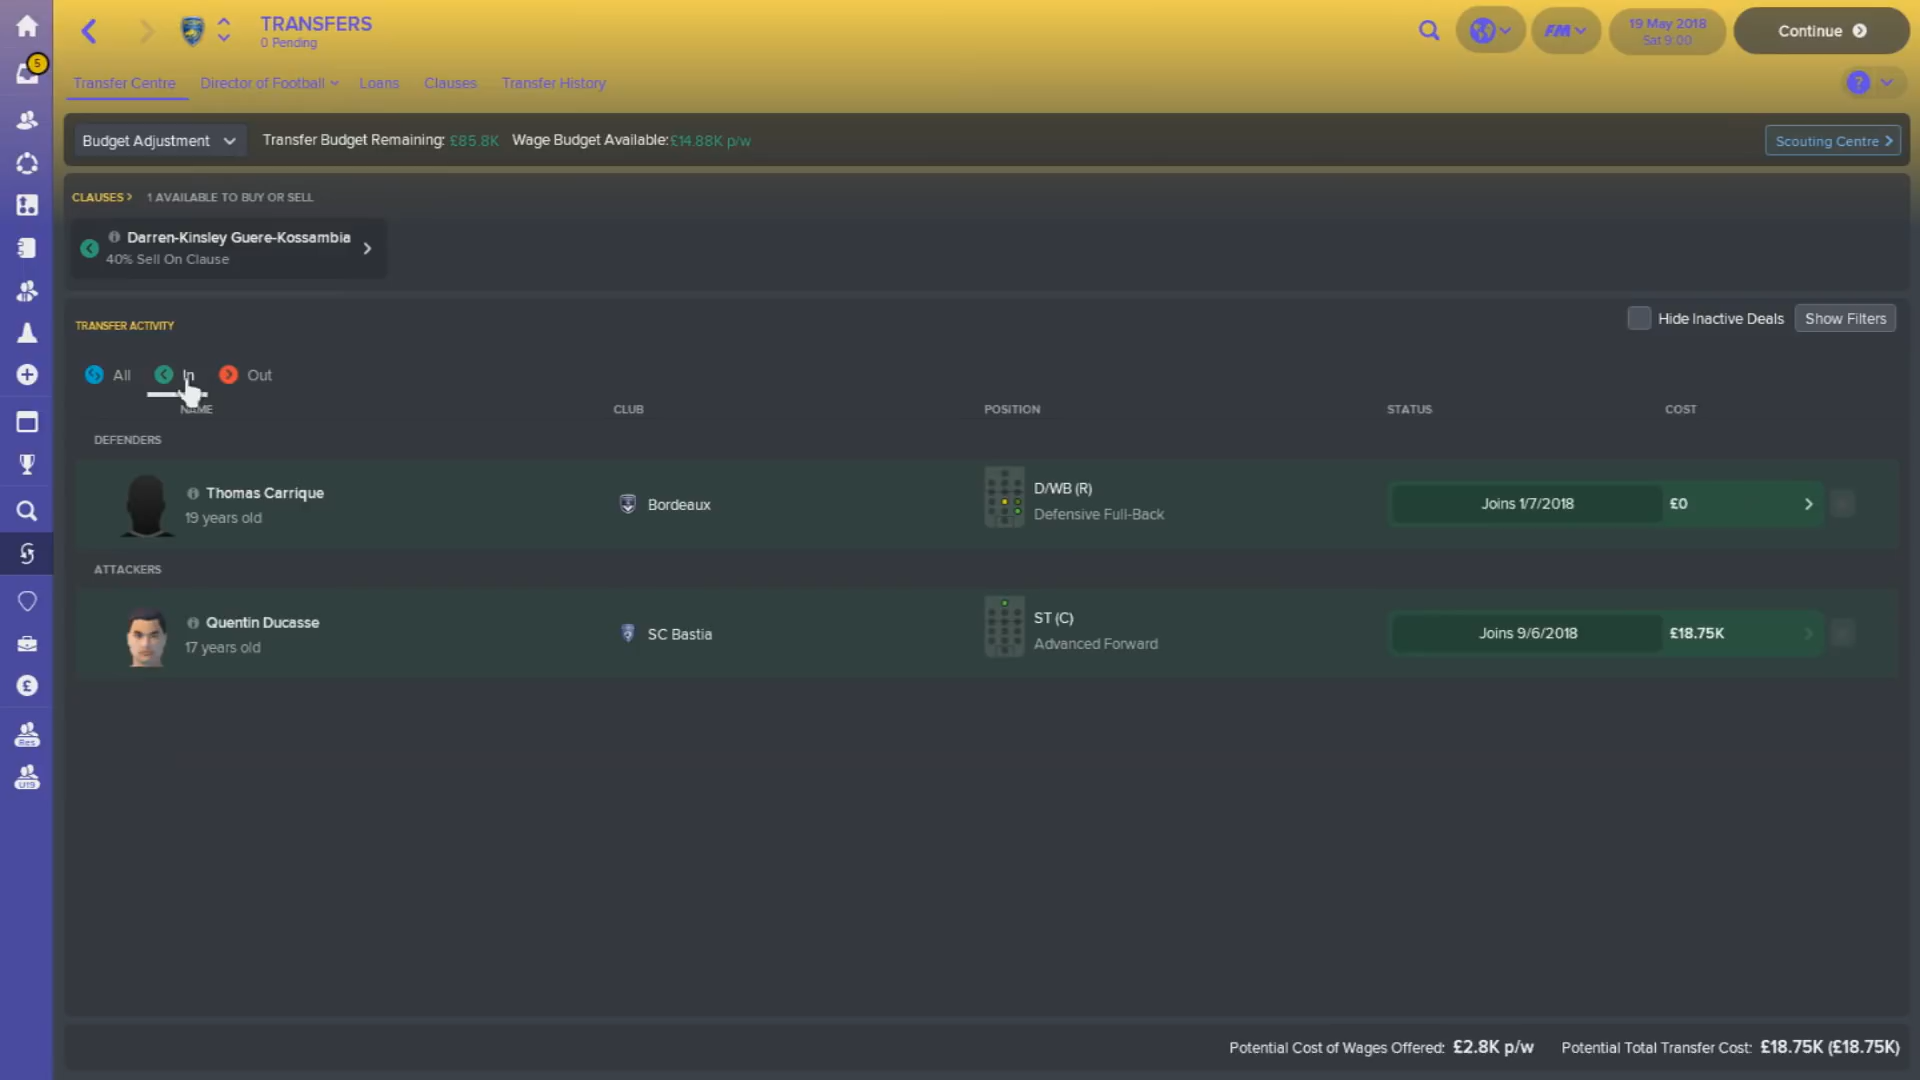 TRANSFERS
0 Pending
FM
19 May 2018
Sat 9:00
Continue
5
Transfer Centre
Director of Football
Loans
Clauses
Transfer History
?
Budget Adjustment
Transfer Budget Remaining: £85.8K
Wage Budget Available: £14.88K p/w
Scouting Centre
CLAUSES
1 AVAILABLE TO BUY OR SELL
Darren-Kinsley Guere-Kossambia
40% Sell On Clause
TRANSFER ACTIVITY
Hide Inactive Deals
Show Filters
All
In
Out
NAME
CLUB
POSITION
STATUS
COST
DEFENDERS
Thomas Carrique
19 years old
Bordeaux
D/WB (R)
Defensive Full-Back
Joins 1/7/2018
£0
ATTACKERS
Quentin Ducasse
17 years old
SC Bastia
ST (C)
Advanced Forward
Joins 9/6/2018
£18.75K
Res
U19
Potential Cost of Wages Offered: £2.8K p/w
Potential Total Transfer Cost: £18.75K (£18.75K)